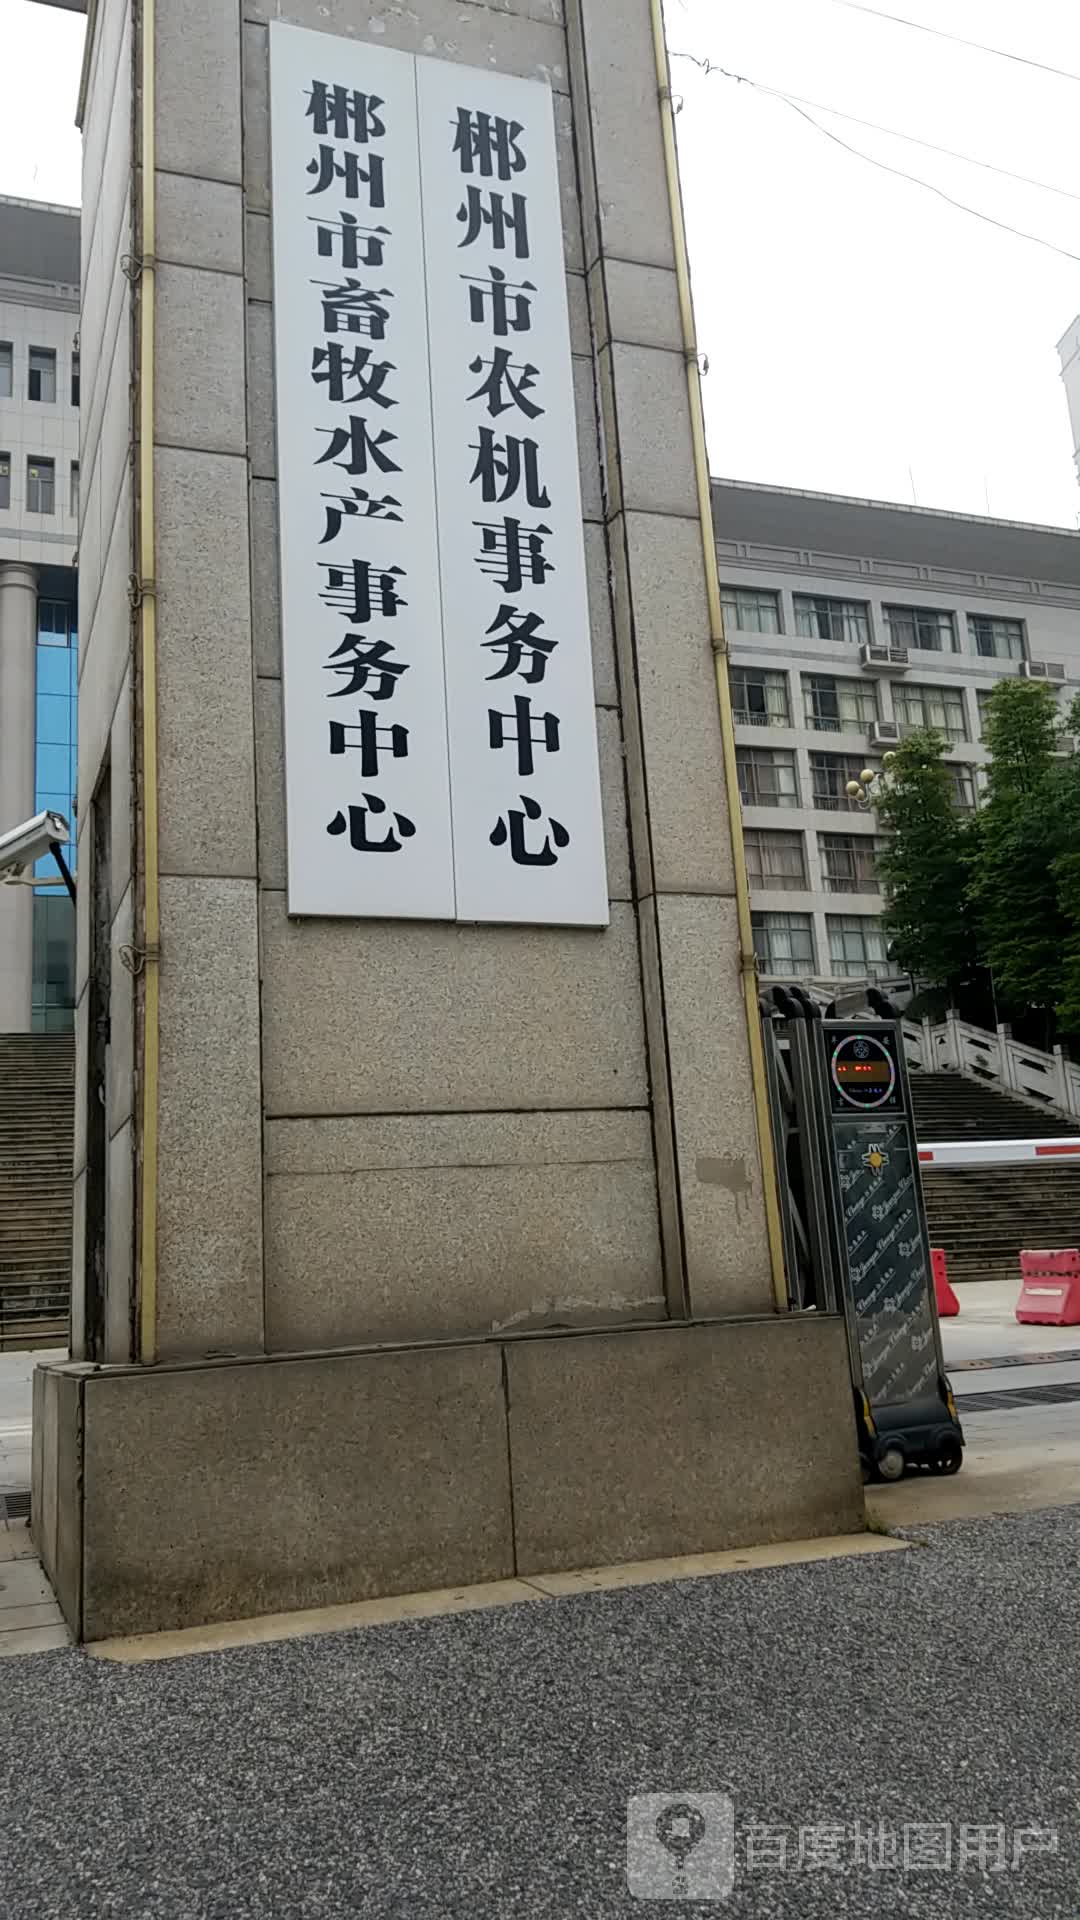 郴州市畜牧水产事务中心
郴州市农机事务中心
百度地图用户